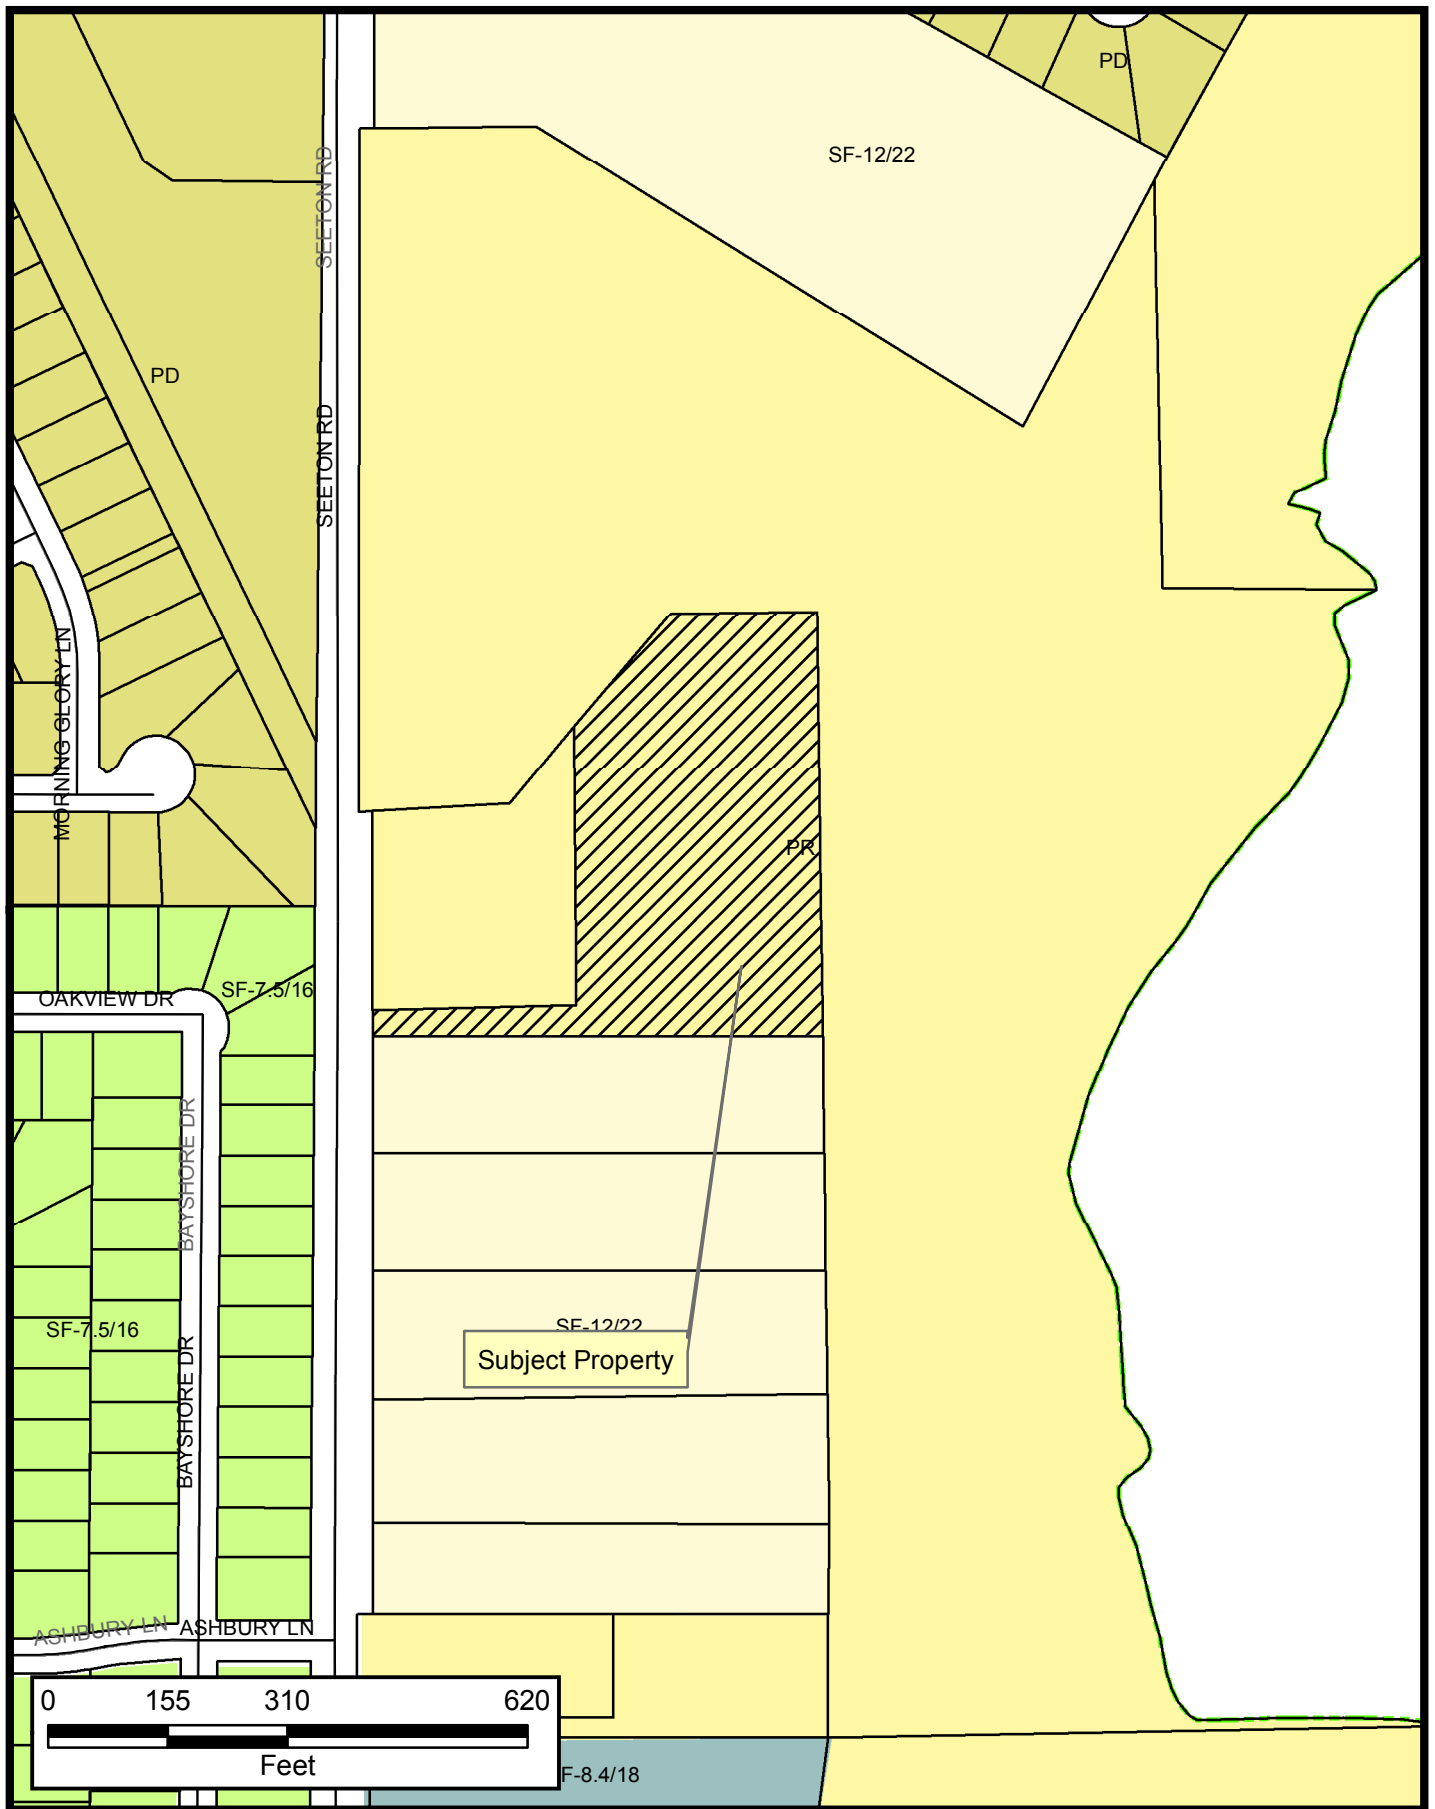 PD
SF-12/22
SEETON RD
PD
SEETON RD
MORNING GLORY LN
PR
SF-7.5/16
OAKVIEW DR
BAYSHORE DR
SF-12/22
SF-7.5/16
Subject Property
BAYSHORE DR
ASHBURY LN
ASHBURY LN
0 155 310 620
Feet
F-8.4/18